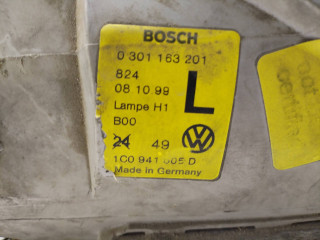 BOSCH
0 301 163 201
824
08 10 99
Lampe H1
L
B00
24 49
1C0 941 005 D
Made in Germany